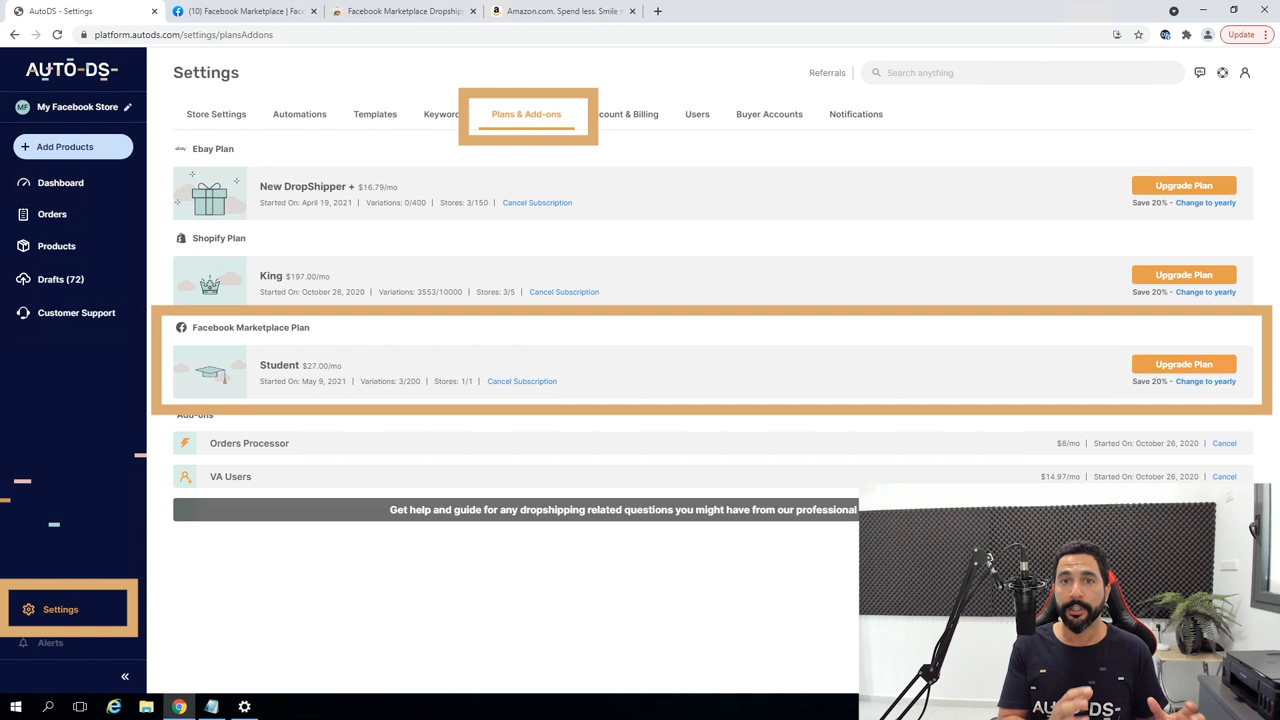 AutoDS - Settings
(10) Facebook Marketplace | Face
Facebook Marketplace Dropship
Amazon.com. Spend less. Smile
platform.autods.com/settings/plansAddons
Update
AUTO-DS-
Settings
Referrals
Search anything
MF My Facebook Store
Store Settings
Automations
Templates
Keyword
Plans & Add-ons
count & Billing
Users
Buyer Accounts
Notifications
+ Add Products
Dashboard
Orders
Products
Drafts (72)
Customer Support
Settings
Alerts
«
ebay Ebay Plan
New DropShipper + $16.79/mo
Upgrade Plan
Started On: April 19, 2021 | Variations: 0/400 | Stores: 3/150 | Cancel Subscription
Save 20% - Change to yearly
Shopify Plan
King $197.00/mo
Upgrade Plan
Started On: October 26, 2020 | Variations: 3553/10000 | Stores: 3/5 | Cancel Subscription
Save 20% - Change to yearly
Facebook Marketplace Plan
Student $27.00/mo
Upgrade Plan
Started On: May 9, 2021 | Variations: 3/200 | Stores: 1/1 | Cancel Subscription
Save 20% - Change to yearly
Add-ons
Orders Processor
$8/mo | Started On: October 26, 2020 | Cancel
VA Users
$14.97/mo | Started On: October 26, 2020 | Cancel
Get help and guide for any dropshipping related questions you might have from our professional
AUTO-DS-